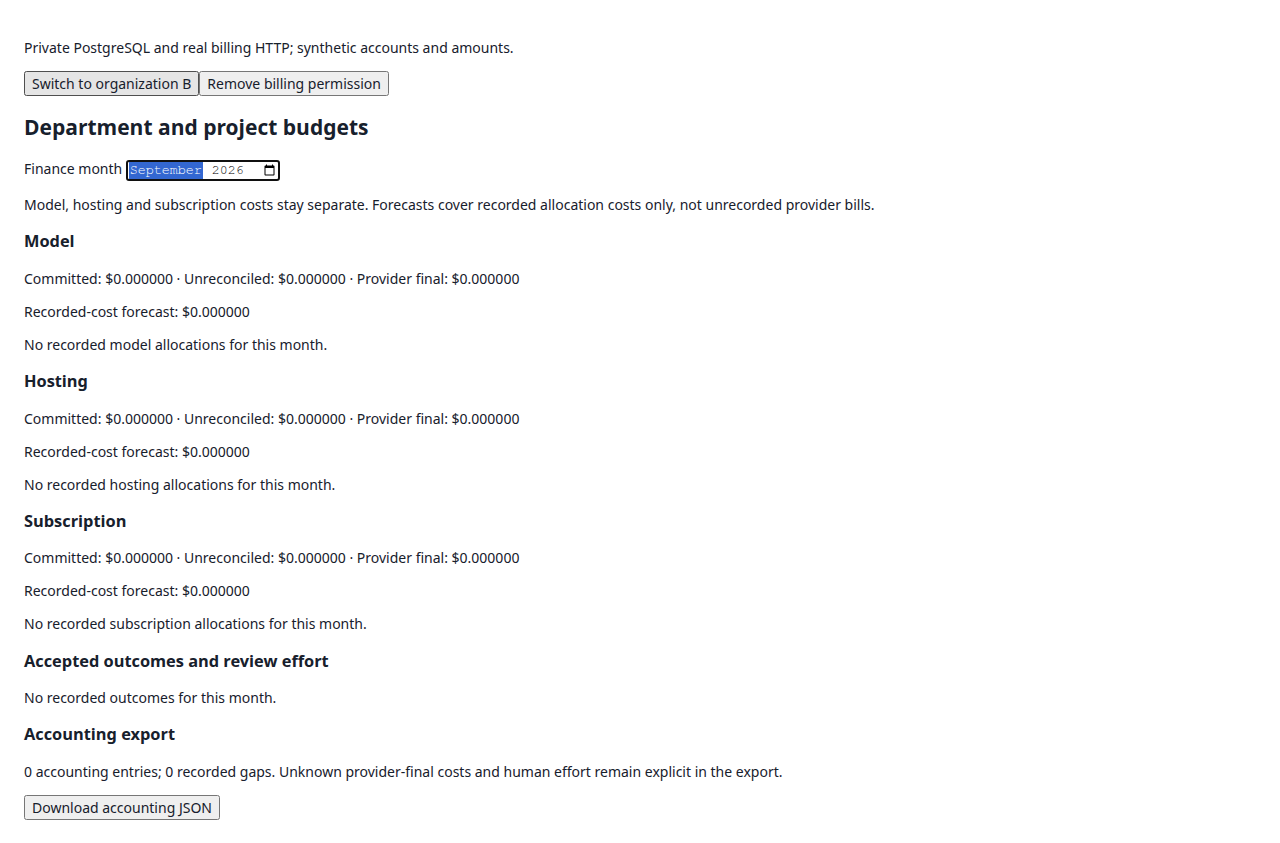 Private PostgreSQL and real billing HTTP; synthetic accounts and amounts.
Switch to organization B Remove billing permission
Department and project budgets
Finance month September 2026
Model, hosting and subscription costs stay separate. Forecasts cover recorded allocation costs only, not unrecorded provider bills.
Model
Committed: $0.000000 · Unreconciled: $0.000000 · Provider final: $0.000000
Recorded-cost forecast: $0.000000
No recorded model allocations for this month.
Hosting
Committed: $0.000000 · Unreconciled: $0.000000 · Provider final: $0.000000
Recorded-cost forecast: $0.000000
No recorded hosting allocations for this month.
Subscription
Committed: $0.000000 · Unreconciled: $0.000000 · Provider final: $0.000000
Recorded-cost forecast: $0.000000
No recorded subscription allocations for this month.
Accepted outcomes and review effort
No recorded outcomes for this month.
Accounting export
0 accounting entries; 0 recorded gaps. Unknown provider-final costs and human effort remain explicit in the export.
Download accounting JSON